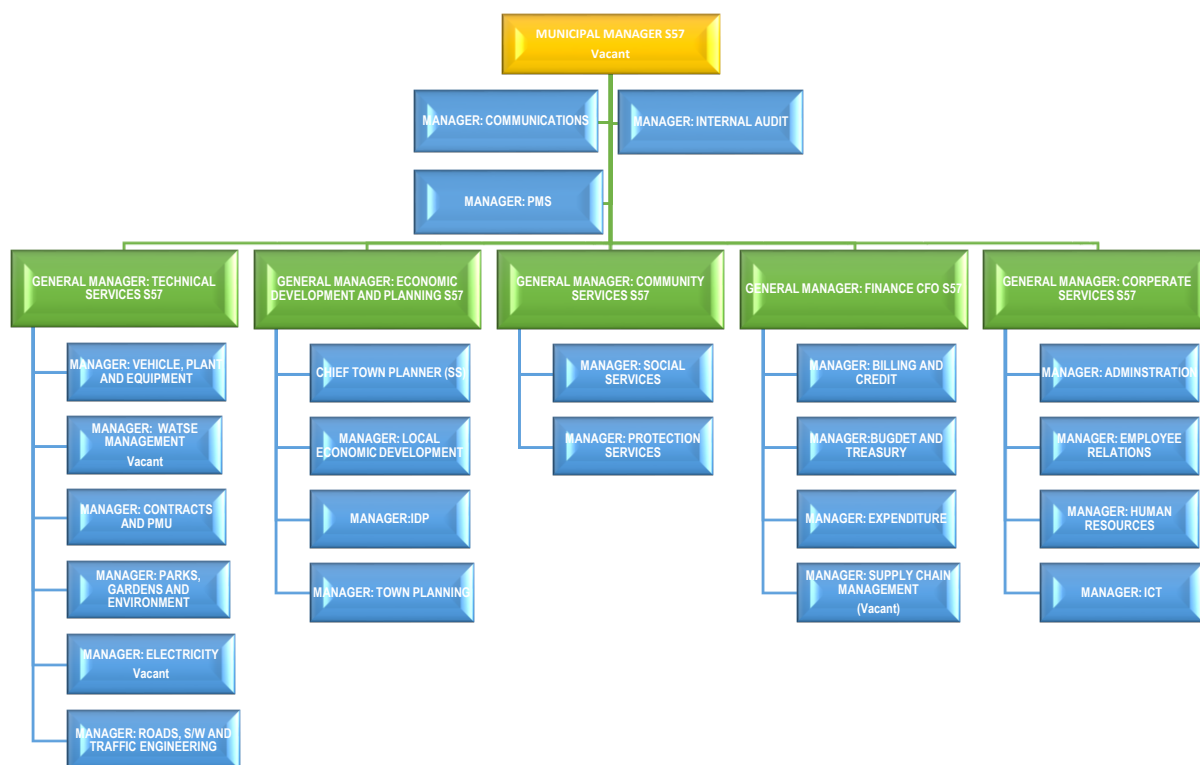 MUNICIPAL MANAGER S57
Vacant
MANAGER: COMMUNICATIONS
MANAGER: INTERNAL AUDIT
MANAGER: PMS
GENERAL MANAGER: TECHNICAL
SERVICES S57
GENERAL MANAGER: ECONOMIC
DEVELOPMENT AND PLANNING S57
GENERAL MANAGER: COMMUNITY
SERVICES S57
GENERAL MANAGER: FINANCE CFO S57
GENERAL MANAGER: CORPERATE
SERVICES S57
MANAGER: VEHICLE, PLANT
AND EQUIPMENT
MANAGER: WATSE
MANAGEMENT
Vacant
MANAGER: CONTRACTS
AND PMU
MANAGER: PARKS,
GARDENS AND
ENVIRONMENT
MANAGER: ELECTRICITY
Vacant
MANAGER: ROADS, S/W AND
TRAFFIC ENGINEERING
CHIEF TOWN PLANNER (SS)
MANAGER: LOCAL
ECONOMIC DEVELOPMENT
MANAGER:IDP
MANAGER: TOWN PLANNING
MANAGER: SOCIAL
SERVICES
MANAGER: PROTECTION
SERVICES
MANAGER: BILLING AND
CREDIT
MANAGER:BUGDET AND
TREASURY
MANAGER: EXPENDITURE
MANAGER: SUPPLY CHAIN
MANAGEMENT
(Vacant)
MANAGER: ADMINSTRATION
MANAGER: EMPLOYEE
RELATIONS
MANAGER: HUMAN
RESOURCES
MANAGER: ICT